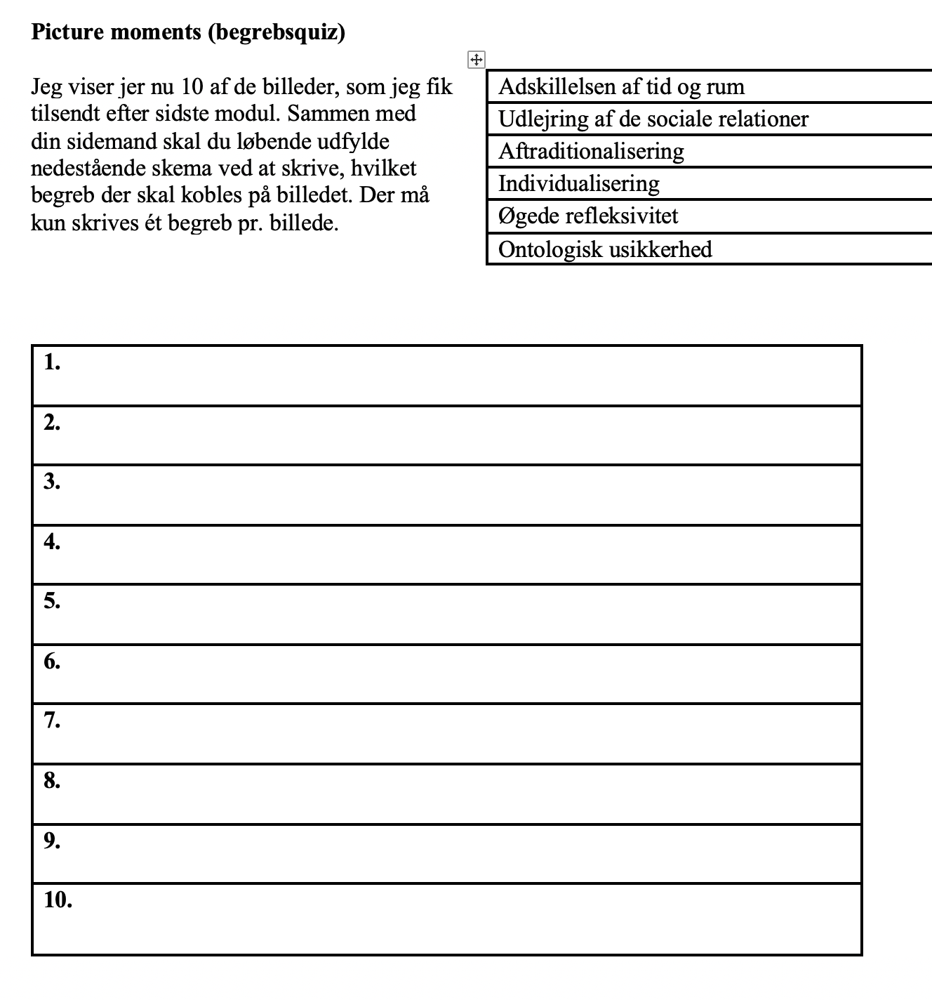 Picture moments (begrebsquiz)
Jeg viser jer nu 10 af de billeder, som jeg fik
tilsendt efter sidste modul. Sammen med
din sidemand skal du løbende udfylde
nedestående skema ved at skrive, hvilket
begreb der skal kobles på billedet. Der må
kun skrives ét begreb pr. billede.
Adskillelsen af tid og rum
Udlejring af de sociale relationer
Aftraditionalisering
Individualisering
Øgede refleksivitet
Ontologisk usikkerhed
1.
2.
3.
4.
5.
6.
7.
8.
9.
10.